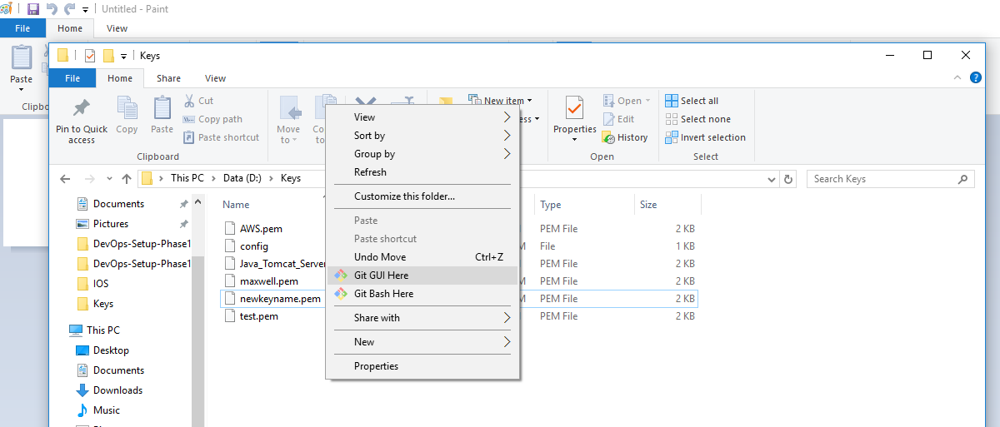 Untitled - Paint
File Home View
Paste
Keys
File Home Share View
Pin to Quick access
Copy
Paste
Cut
Copy path
Paste shortcut
Clipboard
Move to
New item
Properties
Open
Edit
History
Open
Select all
Select none
Invert selection
Select
This PC Data (D:) Keys
Search Keys
Documents
Pictures
DevOps-Setup-Phase1
DevOps-Setup-Phase1
IOS
Keys
This PC
Desktop
Documents
Downloads
Music
Name Type Size
AWS.pem PEM File 2 KB
config File 1 KB
Java_Tomcat_Server PEM File 2 KB
maxwell.pem PEM File 2 KB
newkeyname.pem PEM File 2 KB
test.pem PEM File 2 KB
View
Sort by
Group by
Refresh
Customize this folder...
Paste
Paste shortcut
Undo Move Ctrl+Z
Git GUI Here
Git Bash Here
Share with
New
Properties